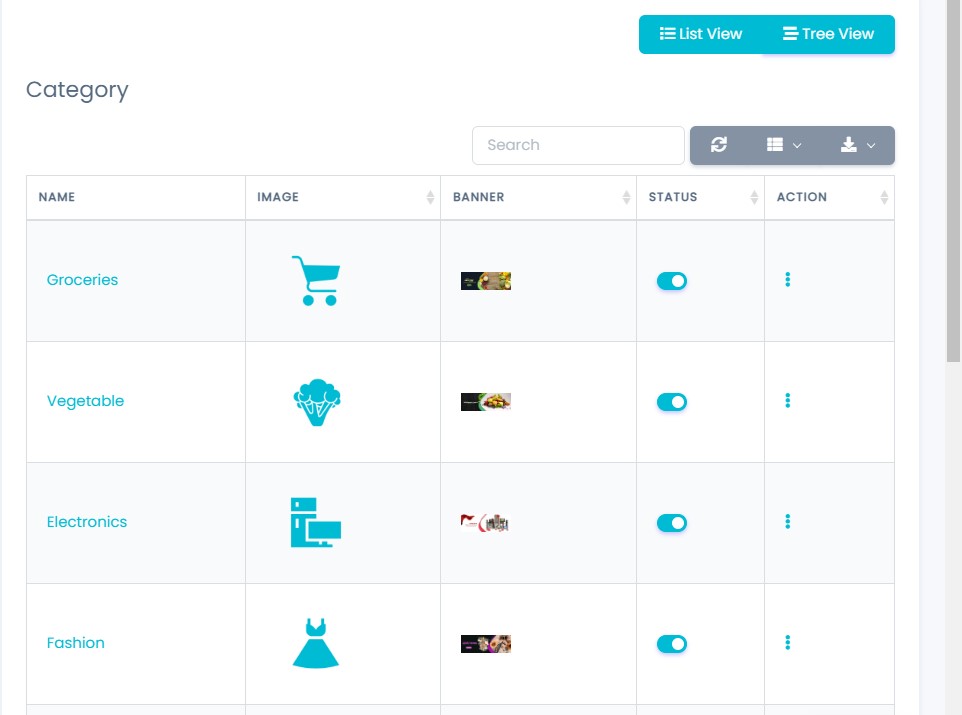 List View Tree View
Category
Search
NAME IMAGE BANNER STATUS ACTION
Groceries
Vegetable
Electronics
Fashion